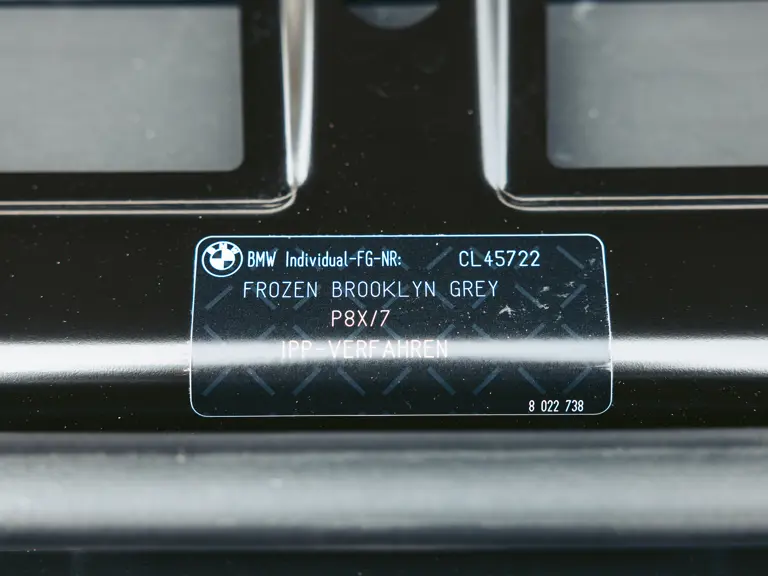 BMW Individual-FG-NR: CL45722
FROZEN BROOKLYN GREY
P8X/7
IPP-VERFAHREN
8 022 738